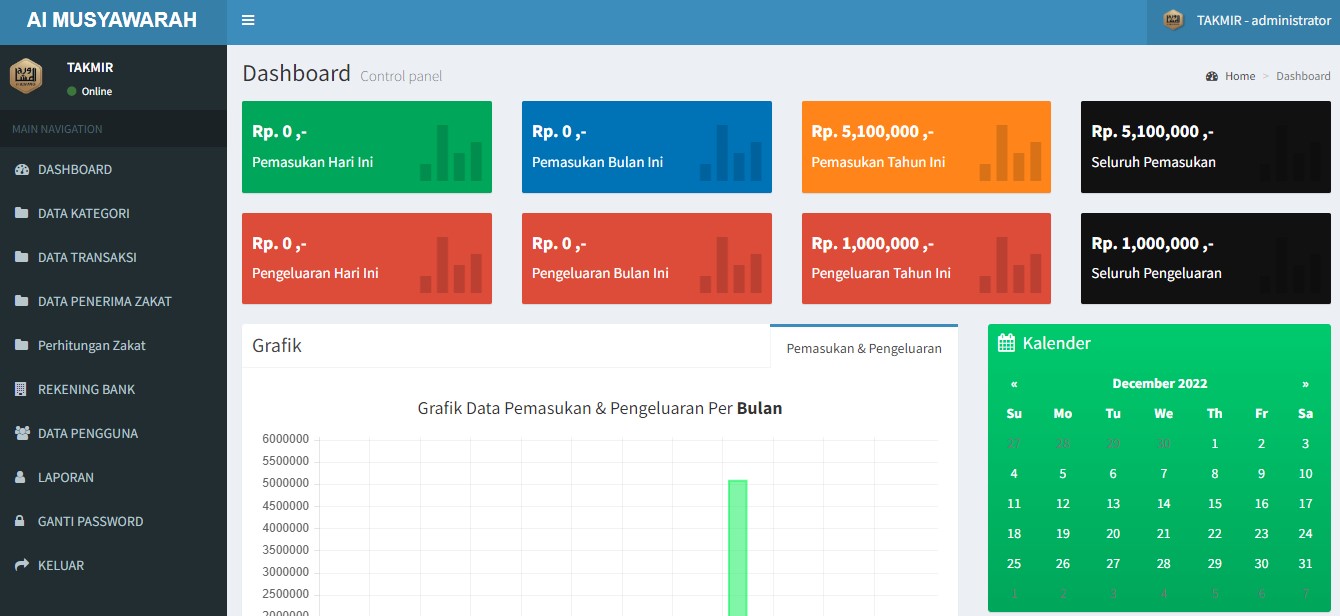 AI MUSYAWARAH
TAKMIR - administrator
TAKMIR
Online
MAIN NAVIGATION
DASHBOARD
DATA KATEGORI
DATA TRANSAKSI
DATA PENERIMA ZAKAT
Perhitungan Zakat
REKENING BANK
DATA PENGGUNA
LAPORAN
GANTI PASSWORD
KELUAR
Dashboard Control panel
Home > Dashboard
Rp. 0 ,-
Pemasukan Hari Ini
Rp. 0 ,-
Pemasukan Bulan Ini
Rp. 5,100,000 ,-
Pemasukan Tahun Ini
Rp. 5,100,000 ,-
Seluruh Pemasukan
Rp. 0 ,-
Pengeluaran Hari Ini
Rp. 0 ,-
Pengeluaran Bulan Ini
Rp. 1,000,000 ,-
Pengeluaran Tahun Ini
Rp. 1,000,000 ,-
Seluruh Pengeluaran
Grafik
Pemasukan & Pengeluaran
Grafik Data Pemasukan & Pengeluaran Per Bulan
6000000
5500000
5000000
4500000
4000000
3500000
3000000
2500000
2000000
Kalender
« December 2022 »
Su Mo Tu We Th Fr Sa
27 28 29 30 1 2 3
4 5 6 7 8 9 10
11 12 13 14 15 16 17
18 19 20 21 22 23 24
25 26 27 28 29 30 31
1 2 3 4 5 6 7